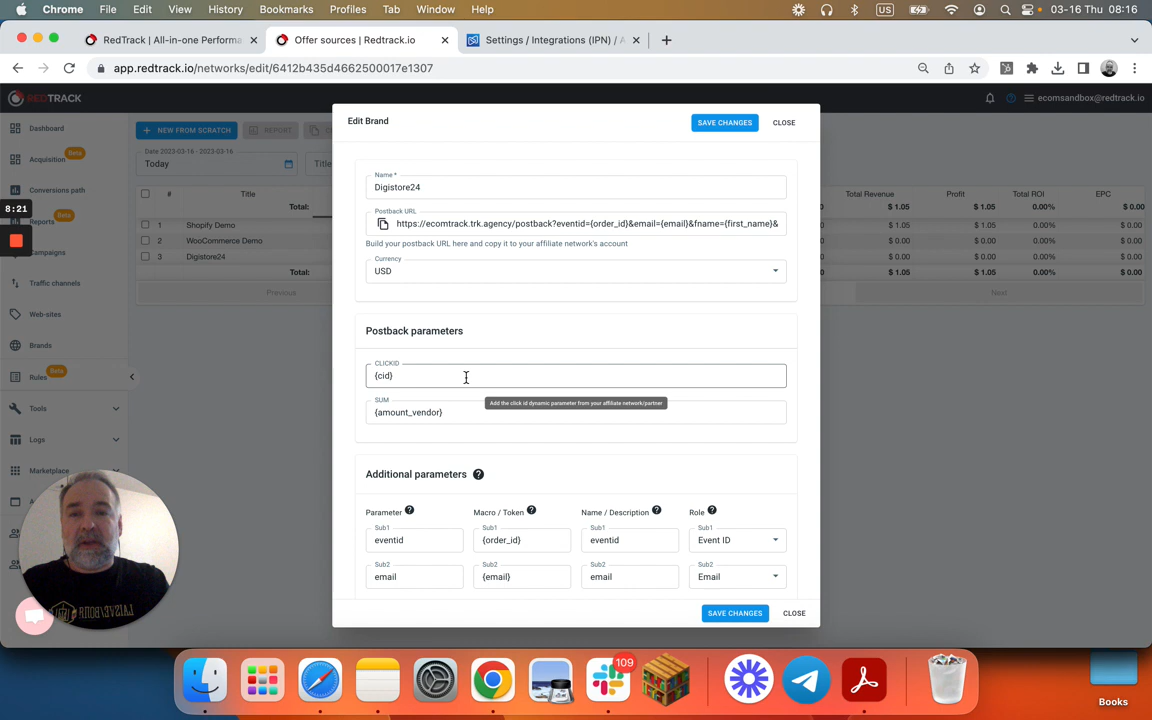 Chrome File Edit View History Bookmarks Profiles Tab Window Help US 03-16 Thu 08:16
RedTrack | All-in-one Performa Offer sources | Redtrack.io Settings / Integrations (IPN) /
app.redtrack.io/networks/edit/6412b435d4662500017e1307
REDTRACK
ecomsandbox@redtrack.io
Edit Brand
SAVE CHANGES
CLOSE
Dashboard
Acquisition
Beta
Conversions path
8:21
Reports
Beta
mpaigns
Traffic channels
Web-sites
Brands
Rules
Beta
Tools
Logs
Marketplace
NEW FROM SCRATCH
REPORT
Date 2023-03-16 - 2023-03-16
Today
Title
# Title Total Revenue Profit Total ROI EPC
Total: $ 1.05 $ 1.05 0.00% $ 0.00
1 Shopify Demo $ 1.05 $ 1.05 0.00% $ 0.00
2 WooCommerce Demo $ 0.00 $ 0.00 0.00% $ 0.00
3 Digistore24 $ 0.00 $ 0.00 0.00% $ 0.00
Total: $ 1.05 $ 1.05 0.00% $ 0.00
Previous
Next
Name *
Digistore24
Postback URL
https://ecomtrack.trk.agency/postback?eventid={order_id}&email={email}&fname={first_name}&
Build your postback URL here and copy it to your affiliate network's account
Currency
USD
Postback parameters
CLICKID
{cid}
Add the click id dynamic parameter from your affiliate network/partner
SUM
{amount_vendor}
Additional parameters ?
Parameter ? Macro / Token ? Name / Description ? Role ?
Sub1 Sub1 Sub1 Sub1
eventid {order_id} eventid Event ID
Sub2 Sub2 Sub2 Sub2
email {email} email Email
SAVE CHANGES
CLOSE
109
Books